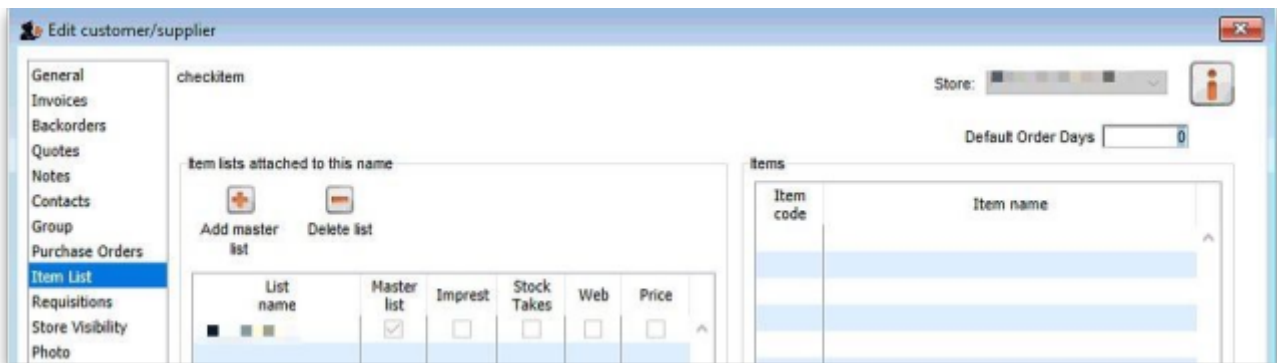 Edit customer/supplier
General
Invoices
Backorders
Quotes
Notes
Contacts
Group
Purchase Orders
Item List
Requisitions
Store Visibility
Photo
checkitem
Store:
Default Order Days 0
Item lists attached to this name
Add master list
Delete list
List name
Master list
Imprest
Stock Takes
Web
Price
Items
Item code
Item name